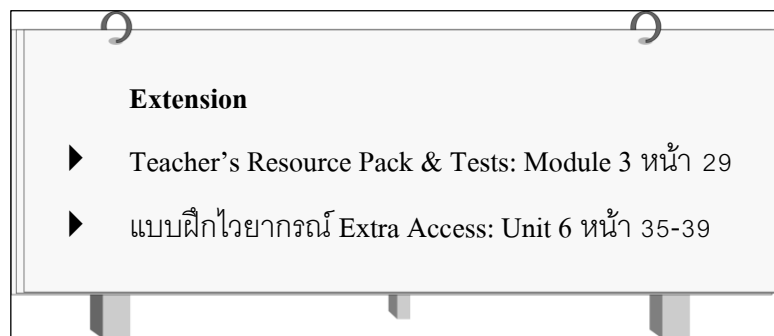 Extension
Teacher’s Resource Pack & Tests: Module 3 หน้า 29
แบบฝึกไวยากรณ์ Extra Access: Unit 6 หน้า 35-39